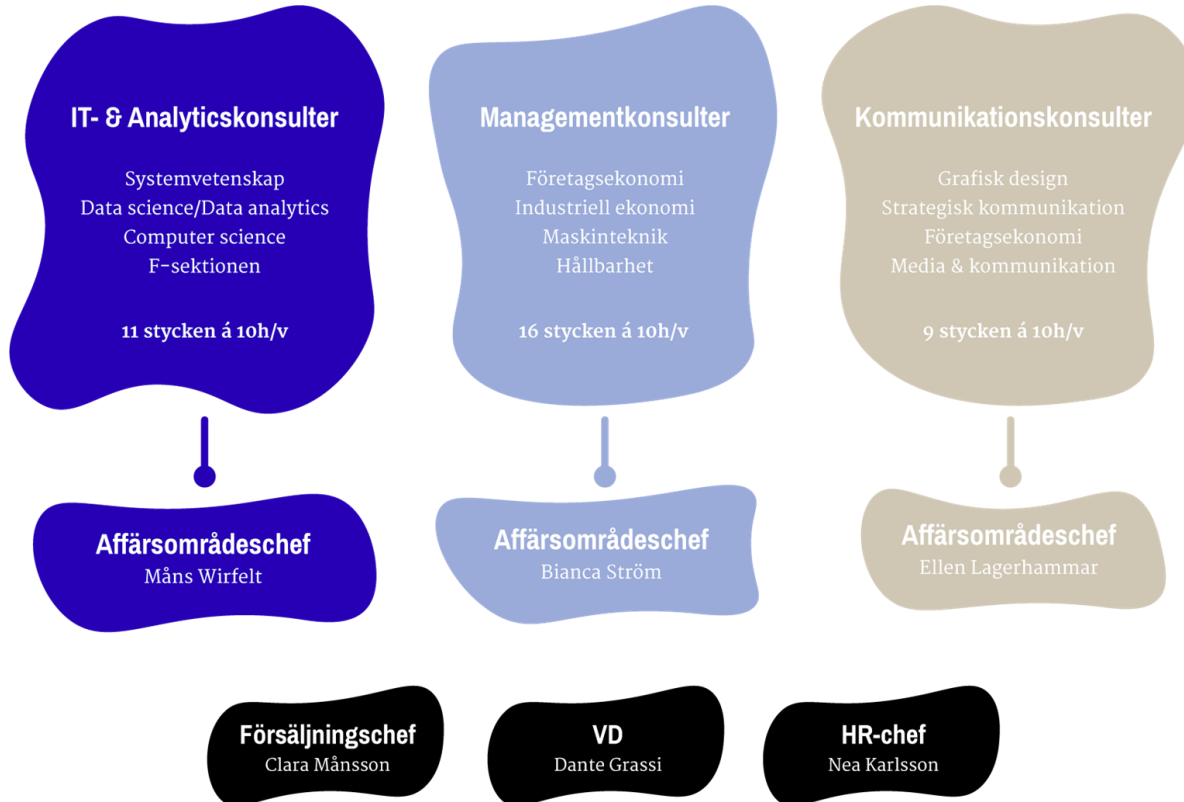 IT- & Analyticskonsulter
Systemvetenskap
Data science/Data analytics
Computer science
F-sektionen
11 stycken á 10h/v
Managementkonsulter
Företagsekonomi
Industriell ekonomi
Maskinteknik
Hållbarhet
16 stycken á 10h/v
Kommunikationskonsulter
Grafisk design
Strategisk kommunikation
Företagsekonomi
Media & kommunikation
9 stycken á 10h/v
Affärsområdeschef
Måns Wirfelt
Affärsområdeschef
Bianca Ström
Affärsområdeschef
Ellen Lagerhammar
Försäljningschef
Clara Månsson
VD
Dante Grassi
HR-chef
Nea Karlsson